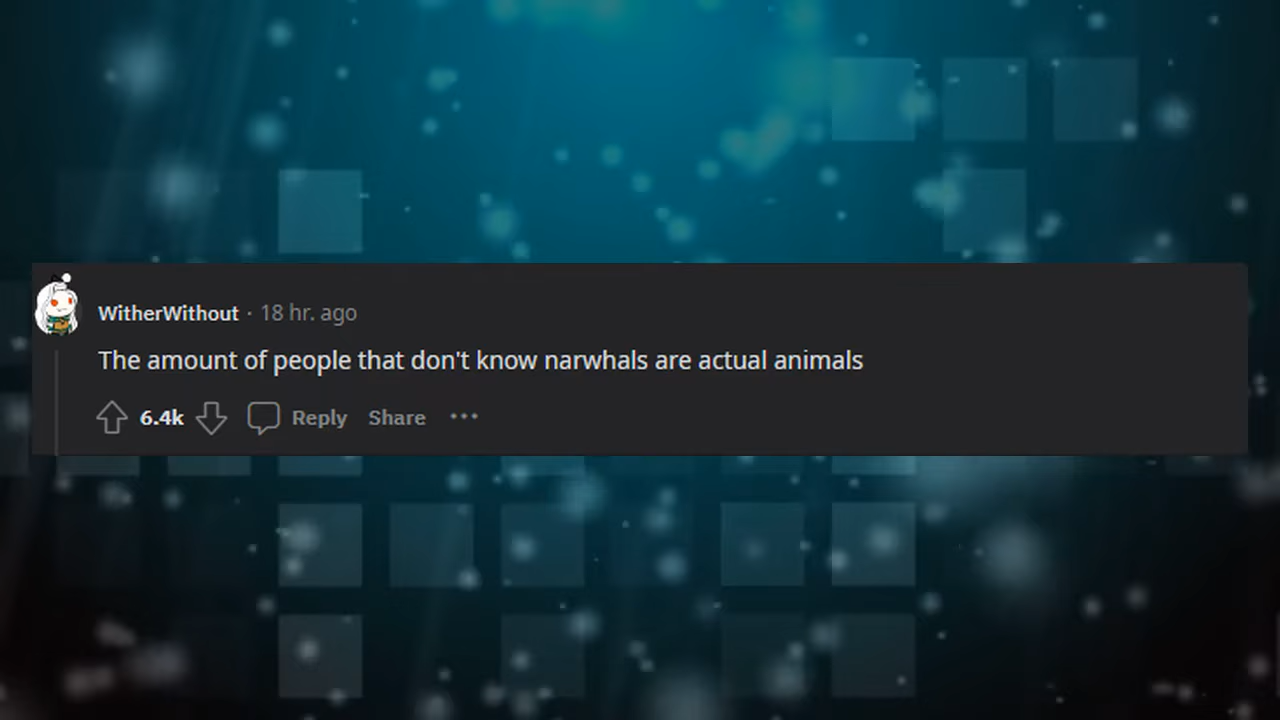 WitherWithout · 18 hr. ago
The amount of people that don't know narwhals are actual animals
6.4k Reply Share ···